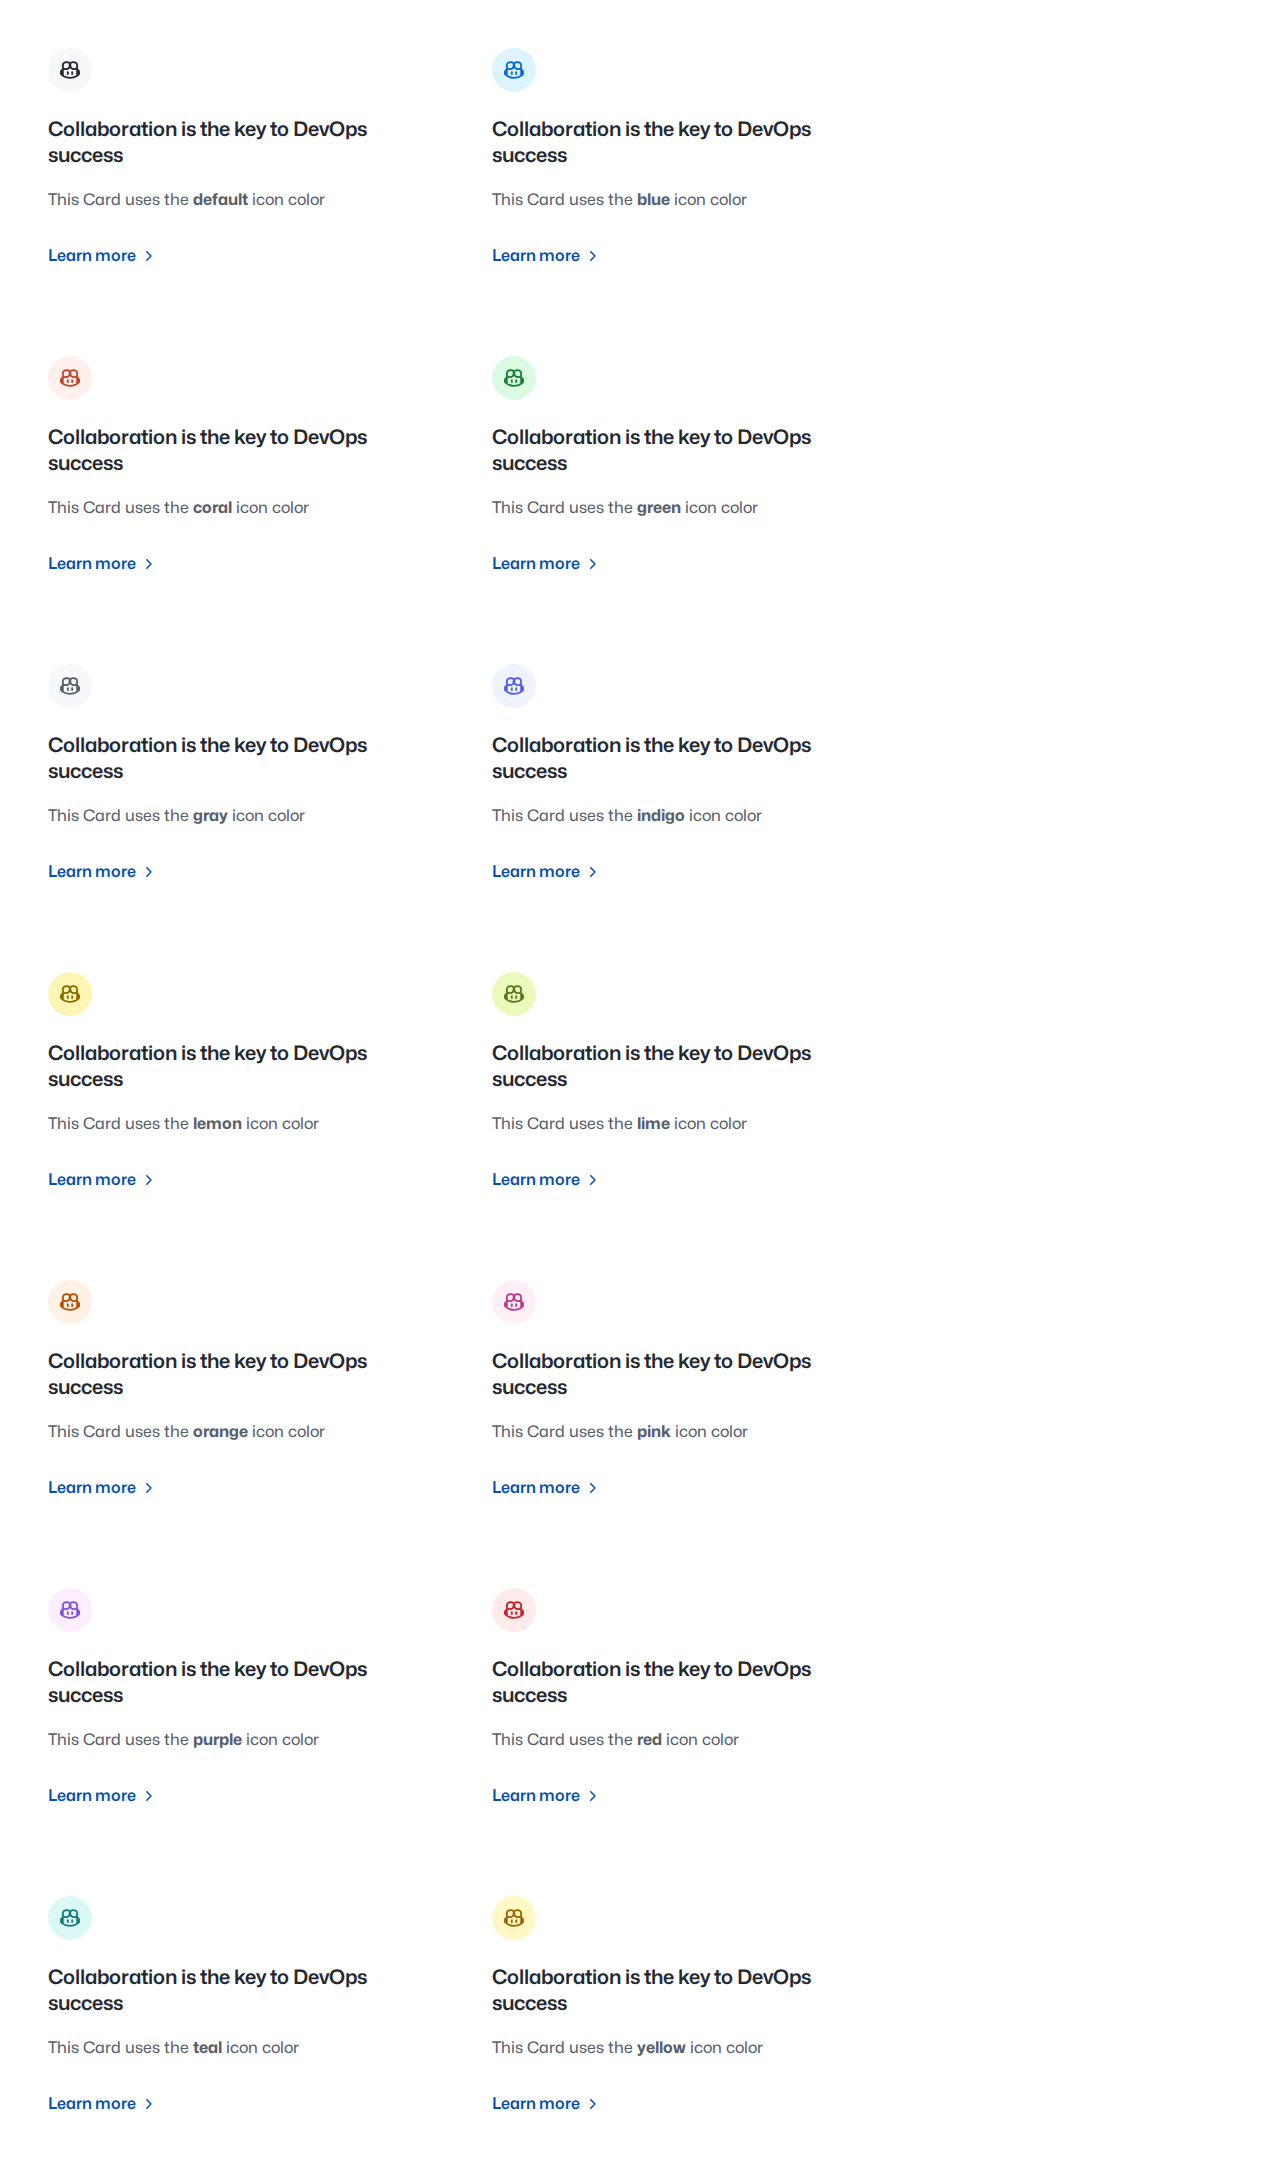 Collaboration is the key to DevOps
success
This Card uses the default icon color
Learn more
Collaboration is the key to DevOps
success
This Card uses the blue icon color
Learn more
Collaboration is the key to DevOps
success
This Card uses the coral icon color
Learn more
Collaboration is the key to DevOps
success
This Card uses the green icon color
Learn more
Collaboration is the key to DevOps
success
This Card uses the gray icon color
Learn more
Collaboration is the key to DevOps
success
This Card uses the indigo icon color
Learn more
Collaboration is the key to DevOps
success
This Card uses the lemon icon color
Learn more
Collaboration is the key to DevOps
success
This Card uses the lime icon color
Learn more
Collaboration is the key to DevOps
success
This Card uses the orange icon color
Learn more
Collaboration is the key to DevOps
success
This Card uses the pink icon color
Learn more
Collaboration is the key to DevOps
success
This Card uses the purple icon color
Learn more
Collaboration is the key to DevOps
success
This Card uses the red icon color
Learn more
Collaboration is the key to DevOps
success
This Card uses the teal icon color
Learn more
Collaboration is the key to DevOps
success
This Card uses the yellow icon color
Learn more